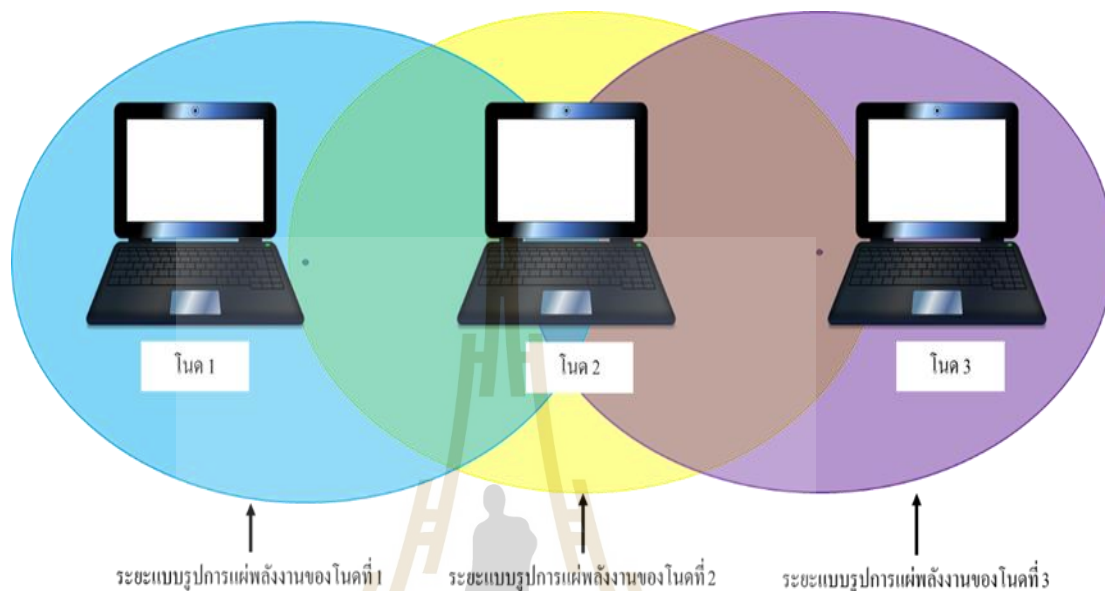 โนด 1
โนด 2
โนด 3
ระยะแบบรูปการแผ่พลังงานของโนดที่ 1
ระยะแบบรูปการแผ่พลังงานของโนดที่ 2
ระยะแบบรูปการแผ่พลังงานของโนดที่ 3